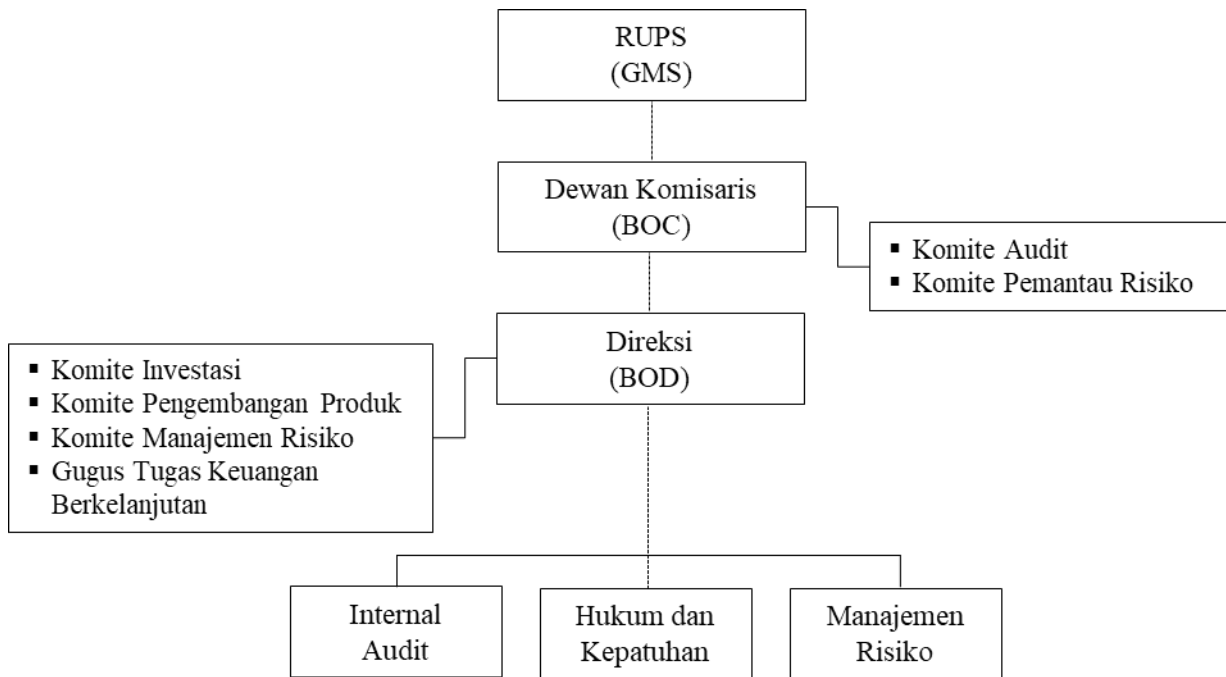 RUPS
(GMS)
Dewan Komisaris
(BOC)
▪ Komite Audit
▪ Komite Pemantau Risiko
Direksi
(BOD)
▪ Komite Investasi
▪ Komite Pengembangan Produk
▪ Komite Manajemen Risiko
▪ Gugus Tugas Keuangan
Berkelanjutan
Internal
Audit
Hukum dan
Kepatuhan
Manajemen
Risiko